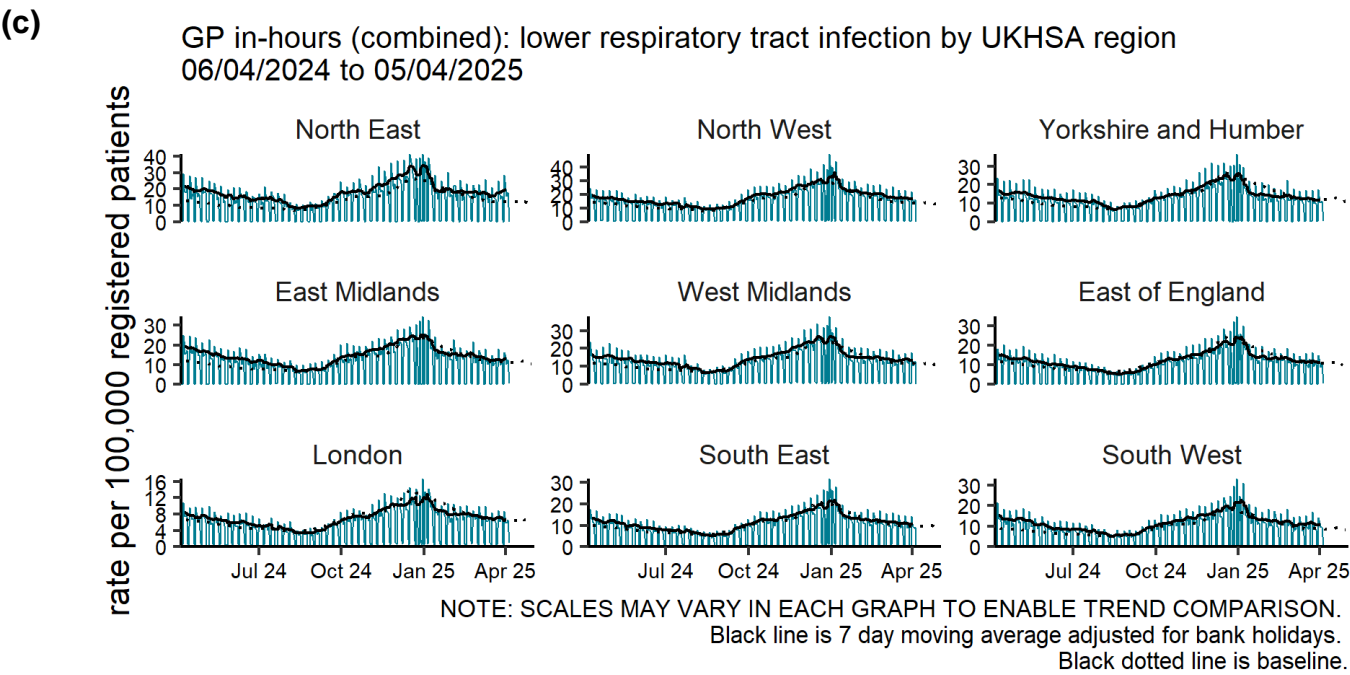 (c)
GP in-hours (combined): lower respiratory tract infection by UKHSA region
06/04/2024 to 05/04/2025
rate per 100,000 registered patients
North East
40
30
20
10
0
North West
40
30
20
10
0
Yorkshire and Humber
30
20
10
0
East Midlands
30
20
10
0
West Midlands
30
20
10
0
East of England
30
20
10
0
London
16
12
8
4
0
Jul 24 Oct 24 Jan 25 Apr 25
South East
30
20
10
0
Jul 24 Oct 24 Jan 25 Apr 25
South West
30
20
10
0
Jul 24 Oct 24 Jan 25 Apr 25
NOTE: SCALES MAY VARY IN EACH GRAPH TO ENABLE TREND COMPARISON.
Black line is 7 day moving average adjusted for bank holidays.
Black dotted line is baseline.